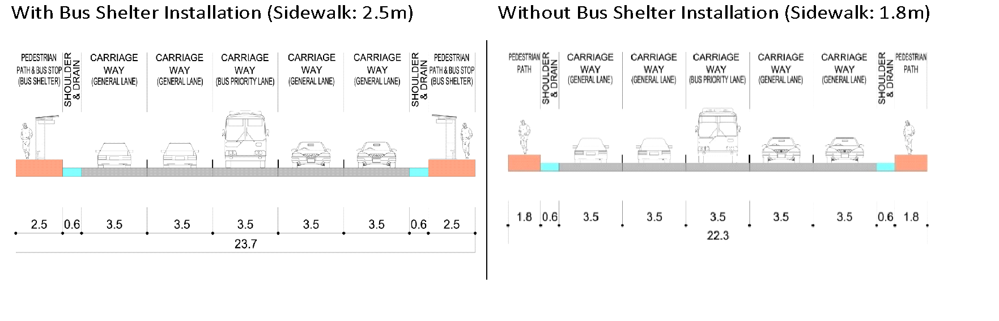 With Bus Shelter Installation (Sidewalk: 2.5m)
PEDESTRIAN
PATH & BUS STOP
(BUS SHELTER)
SHOULDER
& DRAIN
CARRIAGE
WAY
(GENERAL LANE)
CARRIAGE
WAY
(GENERAL LANE)
CARRIAGE
WAY
(BUS PRIORITY LANE)
CARRIAGE
WAY
(GENERAL LANE)
CARRIAGE
WAY
(GENERAL LANE)
SHOULDER
& DRAIN
PEDESTRIAN
PATH & BUS STOP
(BUS SHELTER)
2.5 0.6 3.5 3.5 3.5 3.5 3.5 0.6 2.5
23.7
Without Bus Shelter Installation (Sidewalk: 1.8m)
PEDESTRIAN
PATH
SHOULDER
& DRAIN
CARRIAGE
WAY
(GENERAL LANE)
CARRIAGE
WAY
(GENERAL LANE)
CARRIAGE
WAY
(BUS PRIORITY LANE)
CARRIAGE
WAY
(GENERAL LANE)
CARRIAGE
WAY
(GENERAL LANE)
SHOULDER
& DRAIN
PEDESTRIAN
PATH
1.8 0.6 3.5 3.5 3.5 3.5 3.5 0.6 1.8
22.3